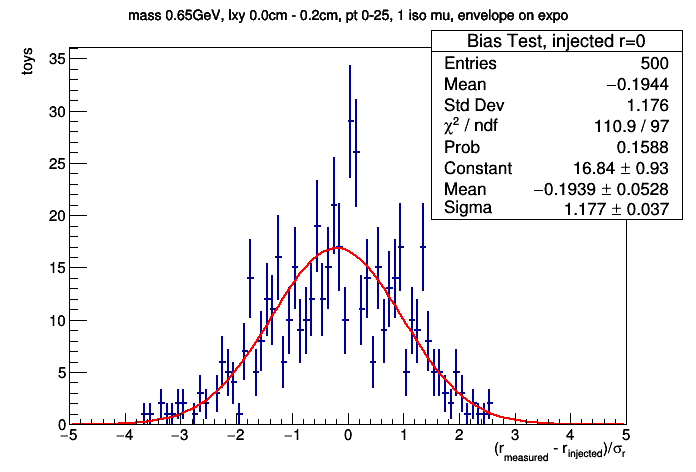 mass 0.65GeV, lxy 0.0cm - 0.2cm, pt 0-25, 1 iso mu, envelope on expo
toys
Bias Test, injected r=0
Entries 500
Mean −0.1944
Std Dev 1.176
χ² / ndf 110.9 / 97
Prob 0.1588
Constant 16.84 ± 0.93
Mean −0.1939 ± 0.0528
Sigma 1.177 ± 0.037
35
30
25
20
15
10
5
0
−5 −4 −3 −2 −1 0 1 2 3 4 5
(r_measured - r_injected)/σ_r